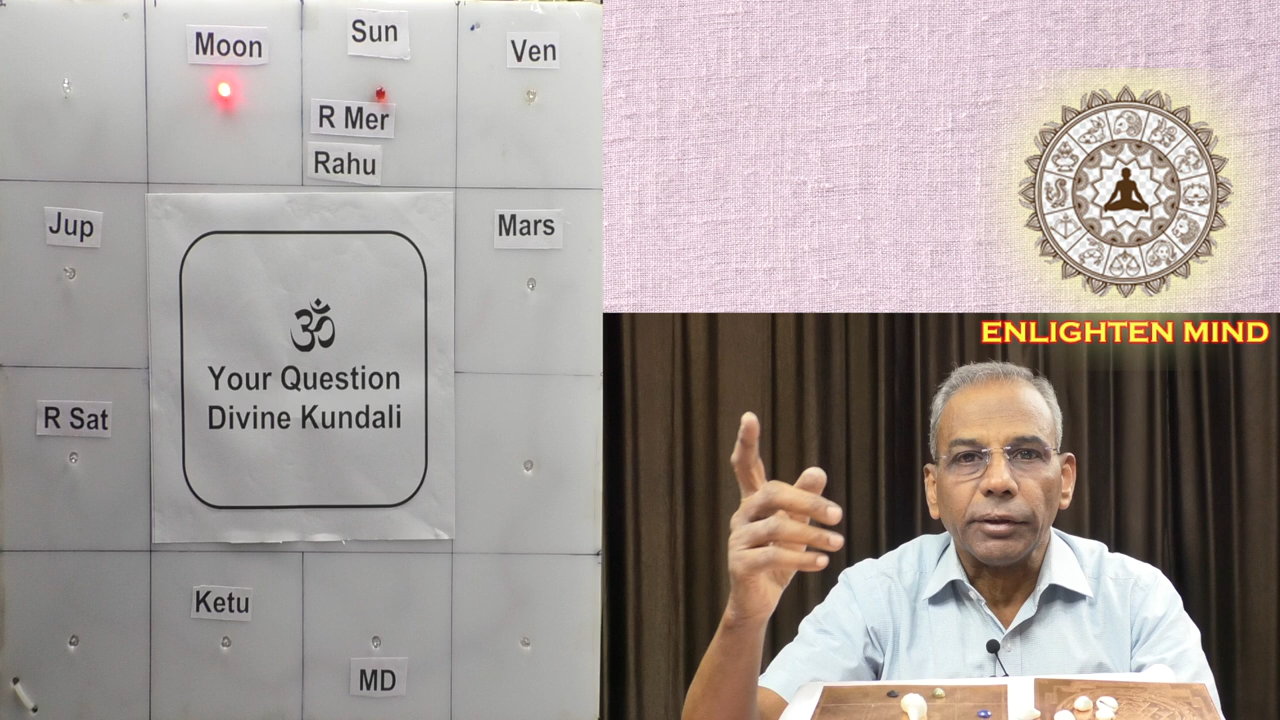 Moon
Sun
Ven
R Mer
Rahu
Jup
Mars
R Sat
ॐ
Your Question
Divine Kundali
Ketu
MD
ENLIGHTEN MIND